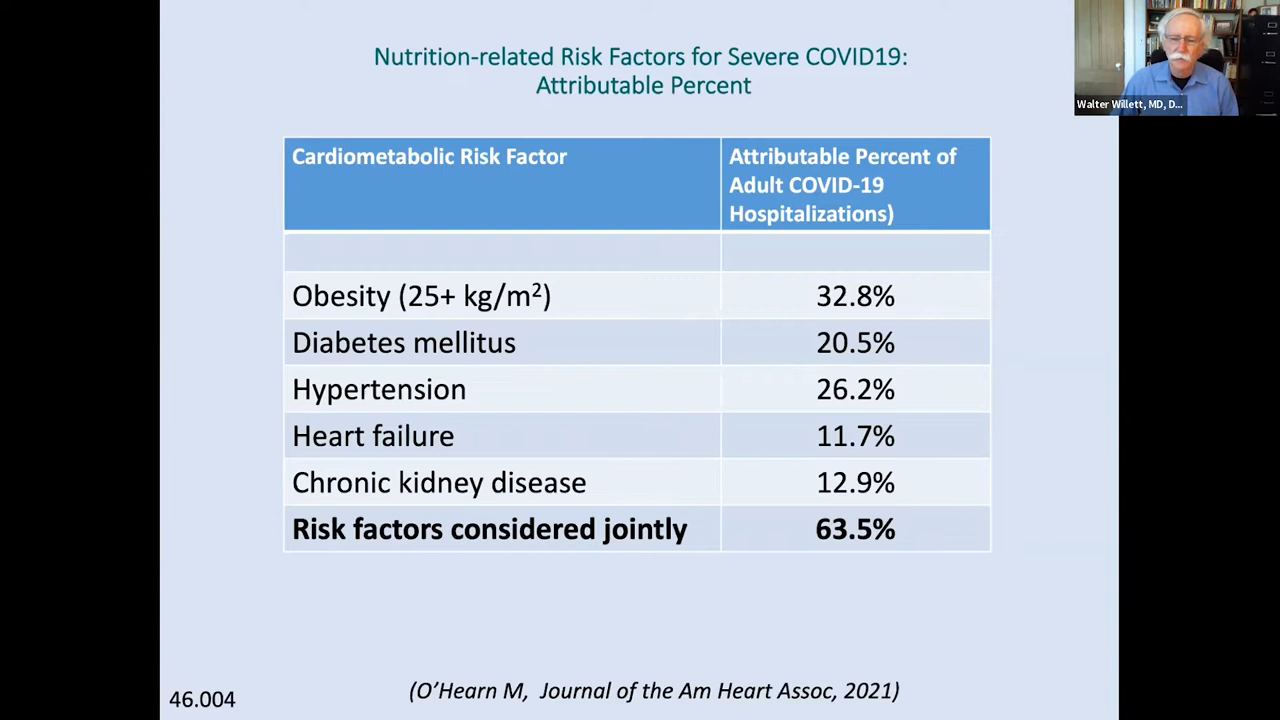 Nutrition-related Risk Factors for Severe COVID19:
Attributable Percent
Walter Willett, MD, D...
Cardiometabolic Risk Factor
Attributable Percent of
Adult COVID-19
Hospitalizations)
Obesity (25+ kg/m²) 32.8%
Diabetes mellitus 20.5%
Hypertension 26.2%
Heart failure 11.7%
Chronic kidney disease 12.9%
Risk factors considered jointly 63.5%
(O'Hearn M, Journal of the Am Heart Assoc, 2021)
46.004